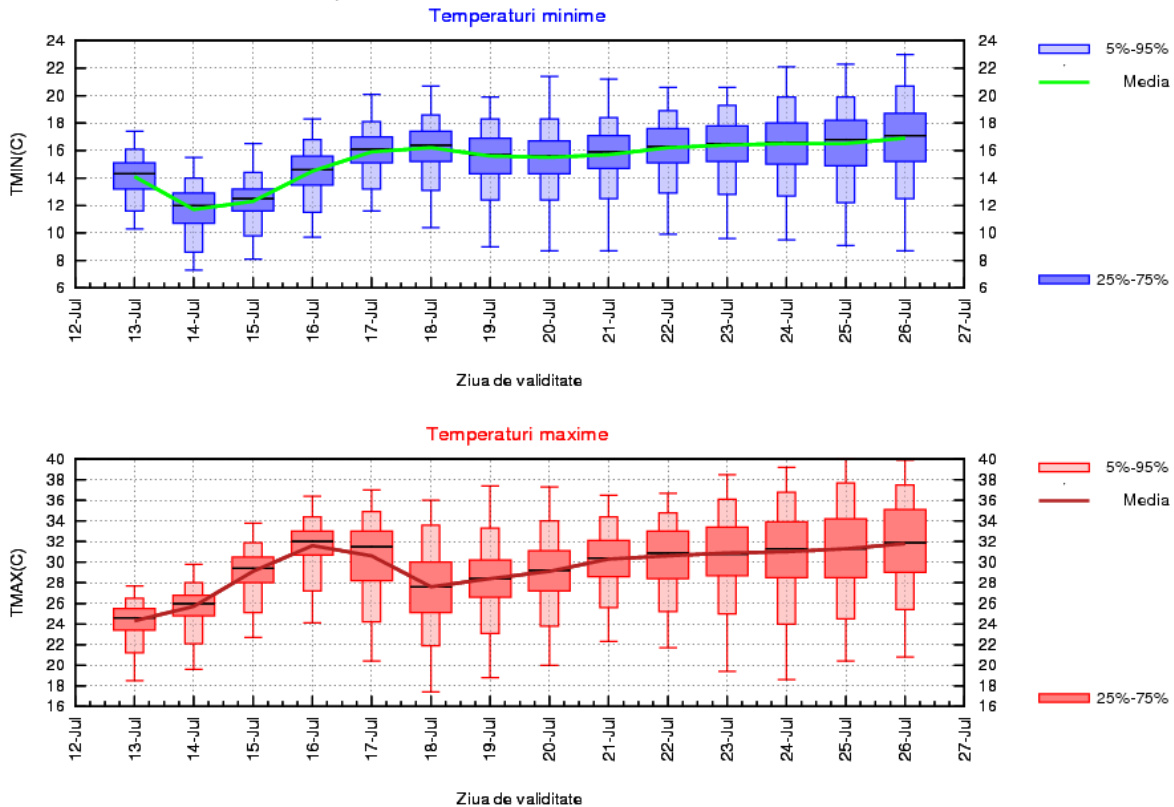 Temperaturi minime
TMIN(C)
24 22 20 18 16 14 12 10 8 6
24 22 20 18 16 14 12 10 8 6
12-Jul 13-Jul 14-Jul 15-Jul 16-Jul 17-Jul 18-Jul 19-Jul 20-Jul 21-Jul 22-Jul 23-Jul 24-Jul 25-Jul 26-Jul 27-Jul
Ziua de validitate
5%-95%
Media
25%-75%
Temperaturi maxime
TMAX(C)
40 38 36 34 32 30 28 26 24 22 20 18 16
40 38 36 34 32 30 28 26 24 22 20 18 16
12-Jul 13-Jul 14-Jul 15-Jul 16-Jul 17-Jul 18-Jul 19-Jul 20-Jul 21-Jul 22-Jul 23-Jul 24-Jul 25-Jul 26-Jul 27-Jul
Ziua de validitate
5%-95%
Media
25%-75%